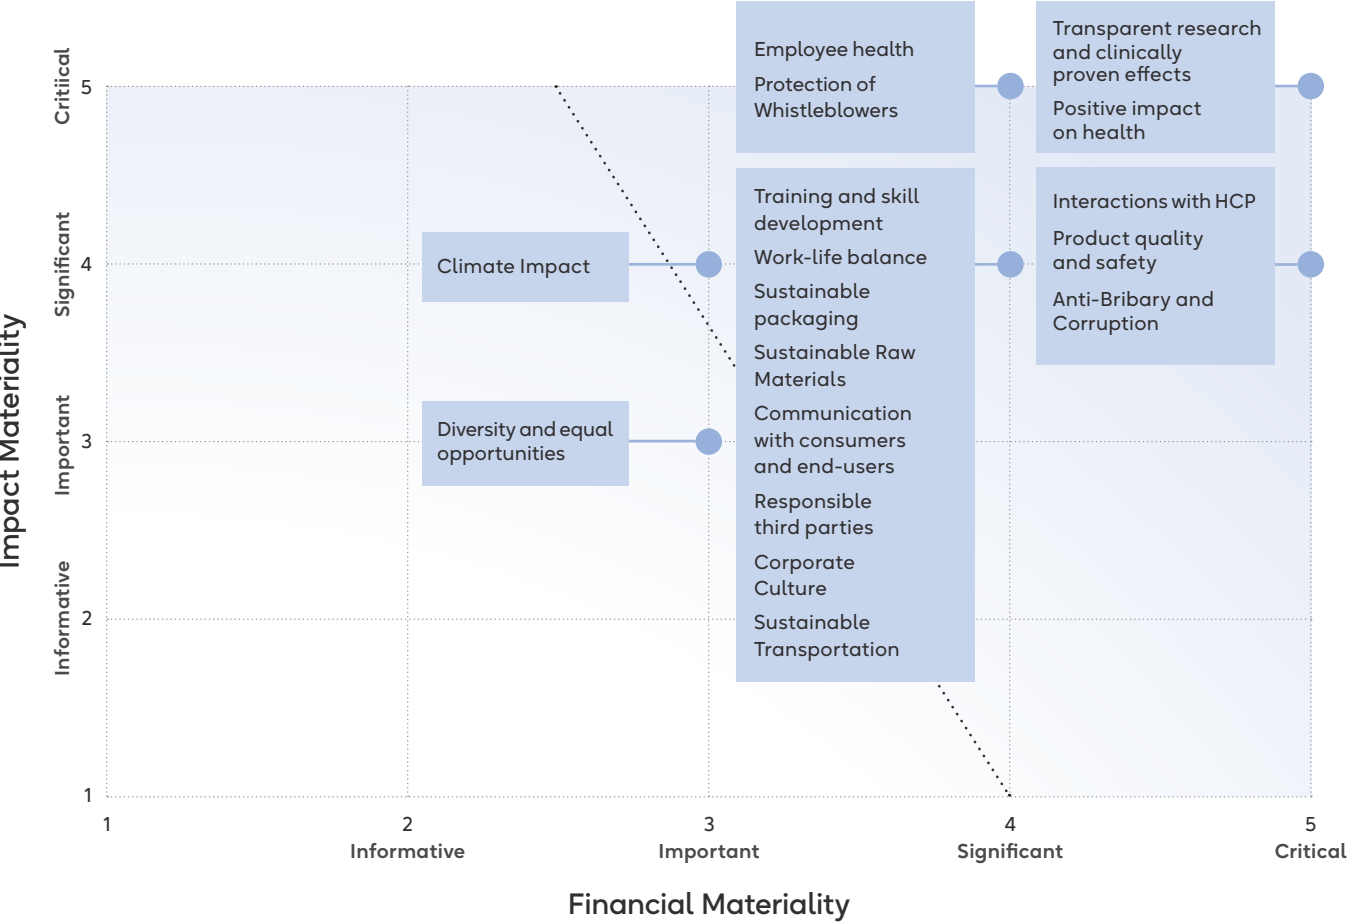 Employee health
Protection of
Whistleblowers
Transparent research
and clinically
proven effects
Positive impact
on health
Training and skill
development
Work-life balance
Sustainable
packaging
Sustainable Raw
Materials
Communication
with consumers
and end-users
Responsible
third parties
Corporate
Culture
Sustainable
Transportation
Interactions with HCP
Product quality
and safety
Anti-Bribary and
Corruption
Climate Impact
Diversity and equal
opportunities
Impact Materiality
Critiical
5
Significant
4
Important
3
Informative
2
1
1 2 3 4 5
Informative Important Significant Critical
Financial Materiality